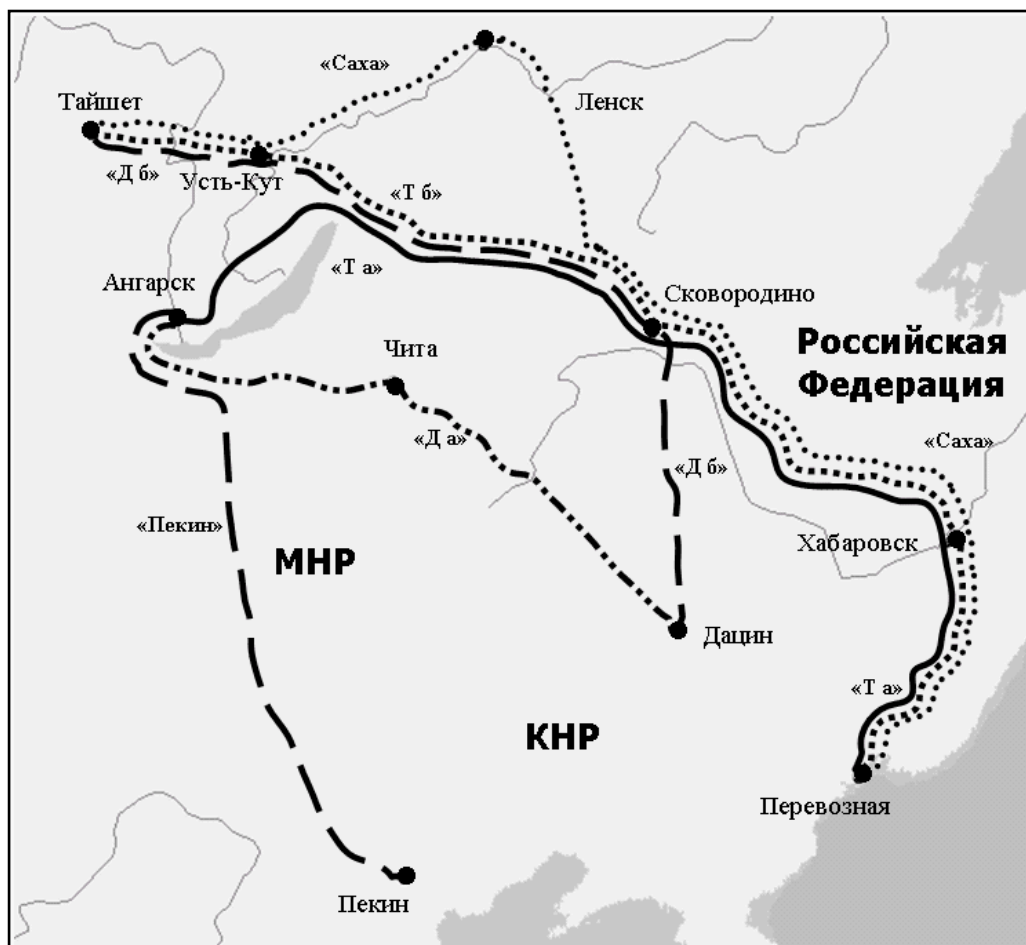 «Саха»
Ленск
Тайшет
«Д б»
Усть-Кут
«Т б»
«Т а»
Ангарск
Сковородино
Российская
Федерация
Чита
«Д а»
«Саха»
«Д б»
«Пекин»
МНР
Хабаровск
Дацин
«Т а»
КНР
Перевозная
Пекин